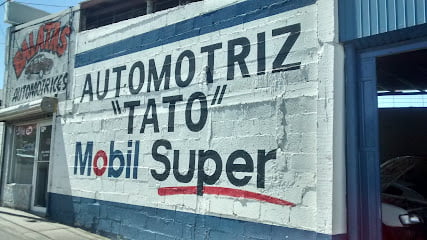 AUTOMOTRICES
AUTOMOTRIZ
"TATO"
Mobil Super